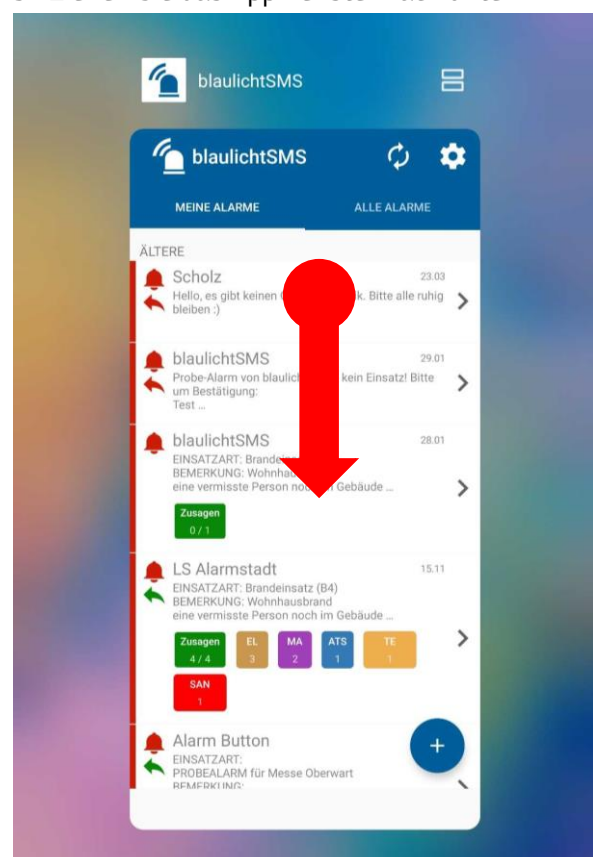 blaulichtSMS
blaulichtSMS
MEINE ALARME
ALLE ALARME
ÄLTERE
Scholz
23.03
Hello, es gibt keinen k. Bitte alle ruhig
bleiben :)
blaulichtSMS
29.01
Probe-Alarm von blaulic kein Einsatz! Bitte
um Bestätigung:
Test ...
blaulichtSMS
28.01
EINSATZART: Brande
BEMERKUNG: Wohnha
eine vermisste Person noch im Gebäude ...
Zusagen
0 / 1
LS Alarmstadt
15.11
EINSATZART: Brandeinsatz (B4)
BEMERKUNG: Wohnhausbrand
eine vermisste Person noch im Gebäude ...
Zusagen
4 / 4
EL
3
MA
2
ATS
1
TE
1
SAN
1
Alarm Button
EINSATZART:
PROBEALARM für Messe Oberwart
BEMERKUNG:
+